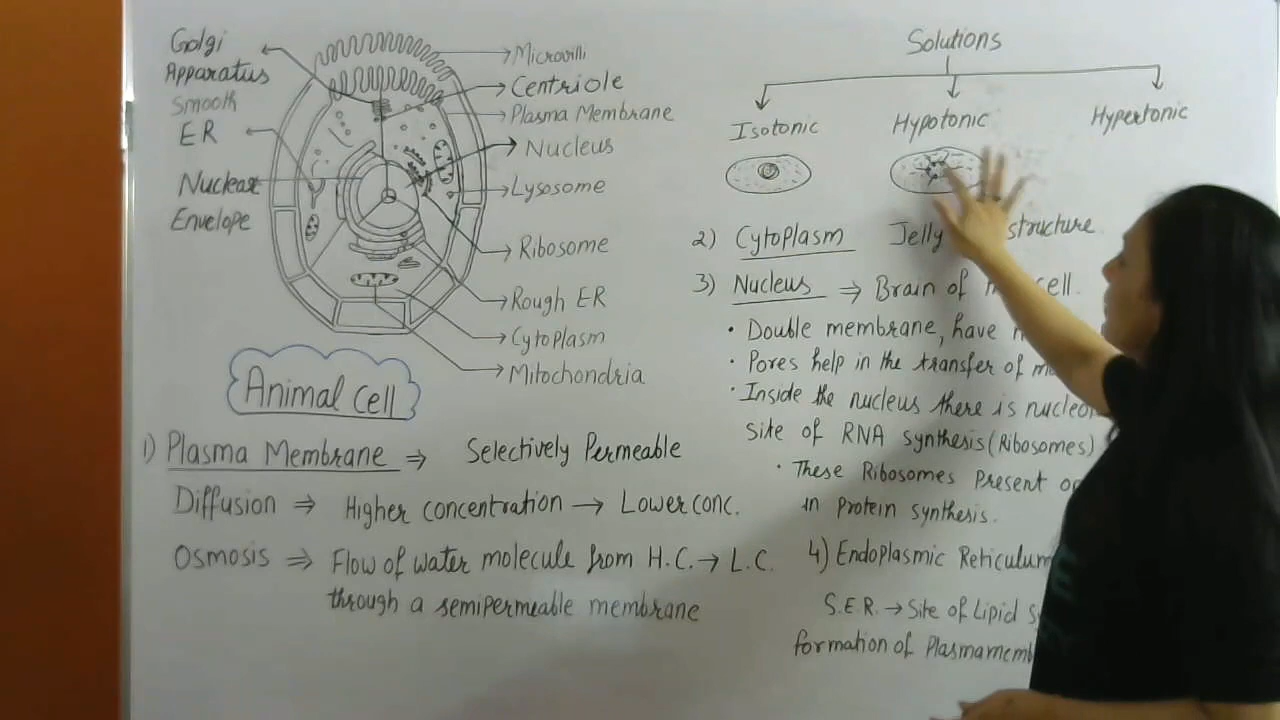 Golgi
Apparatus
Smooth
ER
Nuclear
Envelope
Microvilli
Centriole
Plasma Membrane
Nucleus
Lysosome
Ribosome
Rough ER
Cytoplasm
Mitochondria
Animal Cell
1) Plasma Membrane ⇒ Selectively Permeable
Diffusion ⇒ Higher concentration → Lower conc.
Osmosis ⇒ Flow of water molecule from H.C. → L.C.
through a semipermeable membrane
Solutions
Isotonic Hypotonic Hypertonic
2) Cytoplasm Jelly structure
3) Nucleus ⇒ Brain of cell.
• Double membrane, have
• Pores help in the transfer of
• Inside the nucleus there is
site of RNA synthesis (Ribosomes)
• These Ribosomes Present
in Protein synthesis.
4) Endoplasmic Reticulum
S.E.R. → Site of Lipid
formation of